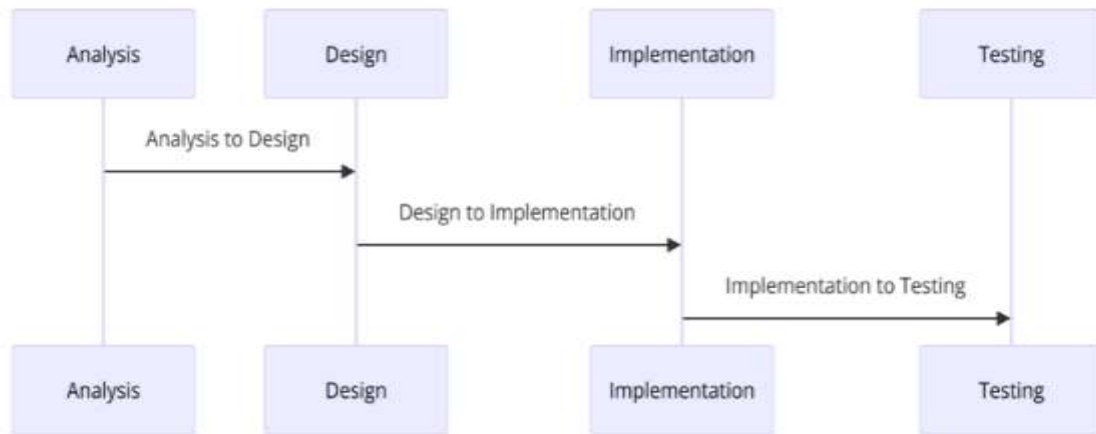 Analysis
Design
Implementation
Testing
Analysis to Design
Design to Implementation
Implementation to Testing
Analysis
Design
Implementation
Testing